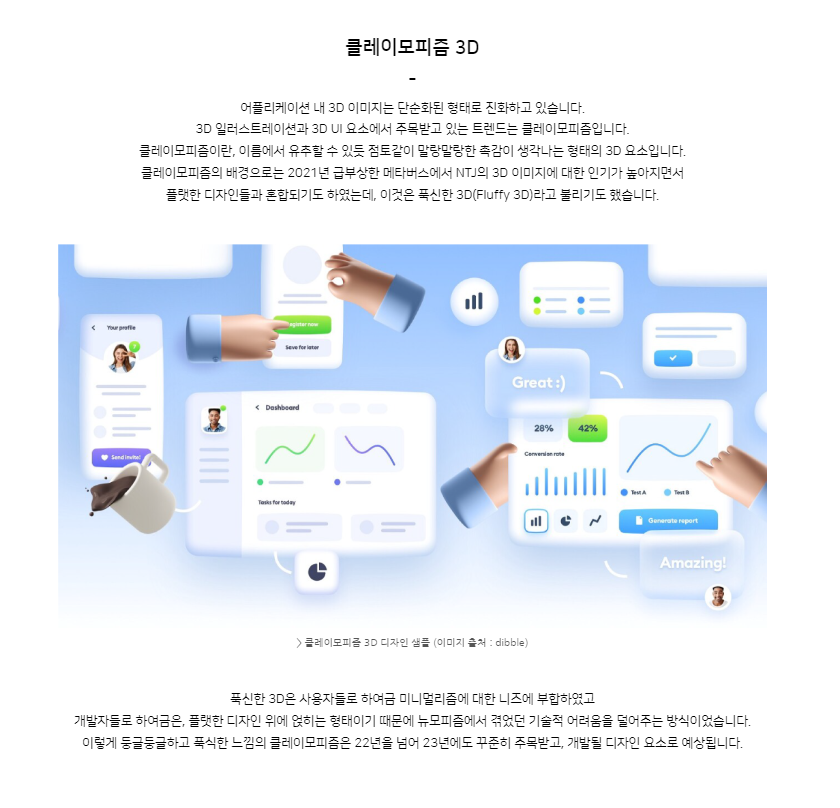 클레이모피즘 3D
-
어플리케이션 내 3D 이미지는 단순화된 형태로 진화하고 있습니다.
3D 일러스트레이션과 3D UI 요소에서 주목받고 있는 트렌드는 클레이모피즘입니다.
클레이모피즘이란, 이름에서 유추할 수 있듯 점토같이 말랑말랑한 촉감이 생각나는 형태의 3D 요소입니다.
클레이모피즘의 배경으로는 2021년 급부상한 메타버스에서 NTJ의 3D 이미지에 대한 인기가 높아지면서
플랫한 디자인들과 혼합되기도 하였는데, 이것은 푹신한 3D(Fluffy 3D)라고 불리기도 했습니다.
Register now
Save for later
< Your profile
7
Send invite!
< Dashboard
Tasks for today
Great :)
28%
42%
Conversion rate
Test A
Test B
Generate report
Amazing!
> 클레이모피즘 3D 디자인 샘플 (이미지 출처 : dibble)
푹신한 3D은 사용자들로 하여금 미니멀리즘에 대한 니즈에 부합하였고
개발자들로 하여금은, 플랫한 디자인 위에 얹히는 형태이기 때문에 뉴모피즘에서 겪었던 기술적 어려움을 덜어주는 방식이었습니다.
이렇게 둥글둥글하고 푹식한 느낌의 클레이모피즘은 22년을 넘어 23년에도 꾸준히 주목받고, 개발될 디자인 요소로 예상됩니다.